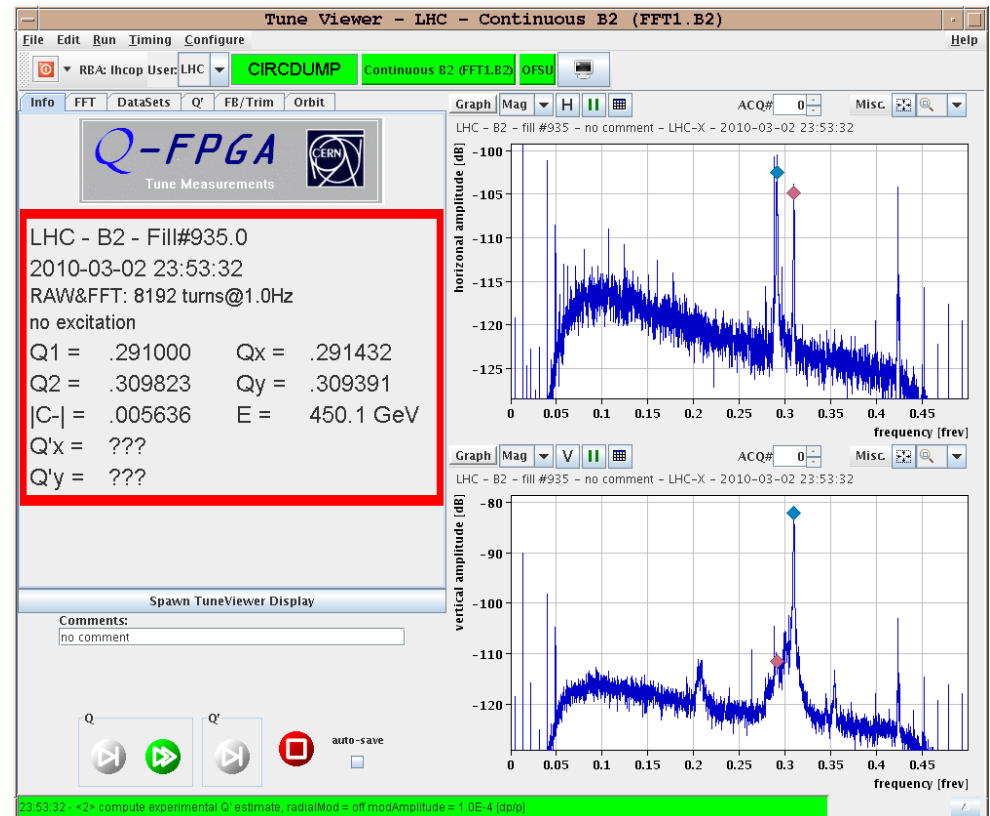 Tune Viewer - LHC - Continuous B2 (FFT1.B2)
File Edit Run Timing Configure Help
RBA: lhcop User: LHC CIRCDUMP Continuous B2 (FFT1.B2) OFSU
Info FFT DataSets Q' FB/Trim Orbit
Q-FPGA
CERN
Tune Measurements
LHC - B2 - Fill#935.0
2010-03-02 23:53:32
RAW&FFT: 8192 turns@1.0Hz
no excitation
Q1 = .291000 Qx = .291432
Q2 = .309823 Qy = .309391
|C-| = .005636 E = 450.1 GeV
Q'x = ???
Q'y = ???
Spawn TuneViewer Display
Comments:
no comment
Q Q'
auto-save
Graph Mag H ACQ# 0 Misc.
LHC - B2 - fill #935 - no comment - LHC-X - 2010-03-02 23:53:32
horizonal amplitude [dB]
-100
-105
-110
-115
-120
-125
0 0.05 0.1 0.15 0.2 0.25 0.3 0.35 0.4 0.45
frequency [frev]
Graph Mag V ACQ# 0 Misc.
LHC - B2 - fill #935 - no comment - LHC-X - 2010-03-02 23:53:32
vertical amplitude [dB]
-80
-90
-100
-110
-120
0 0.05 0.1 0.15 0.2 0.25 0.3 0.35 0.4 0.45
frequency [frev]
23:53:32 - <2> compute experimental Q' estimate, radialMod = off modAmplitude = 1.0E-4 [dp/p]